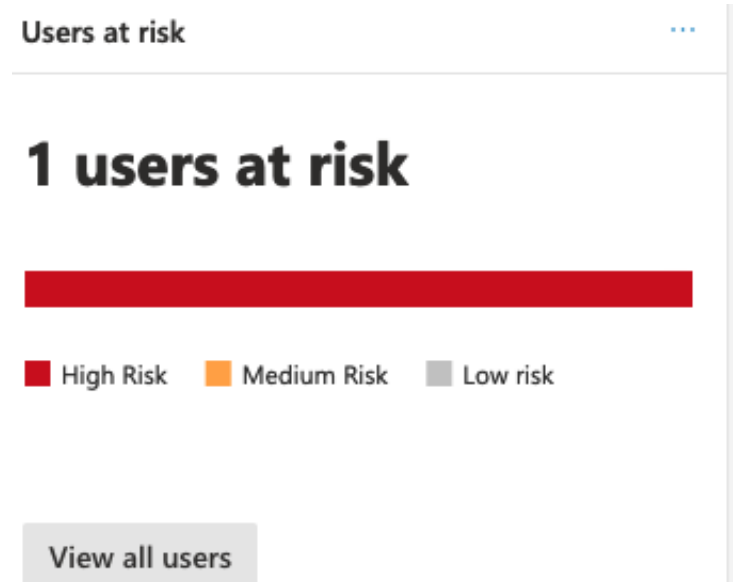 Users at risk
1 users at risk
High Risk Medium Risk Low risk
View all users